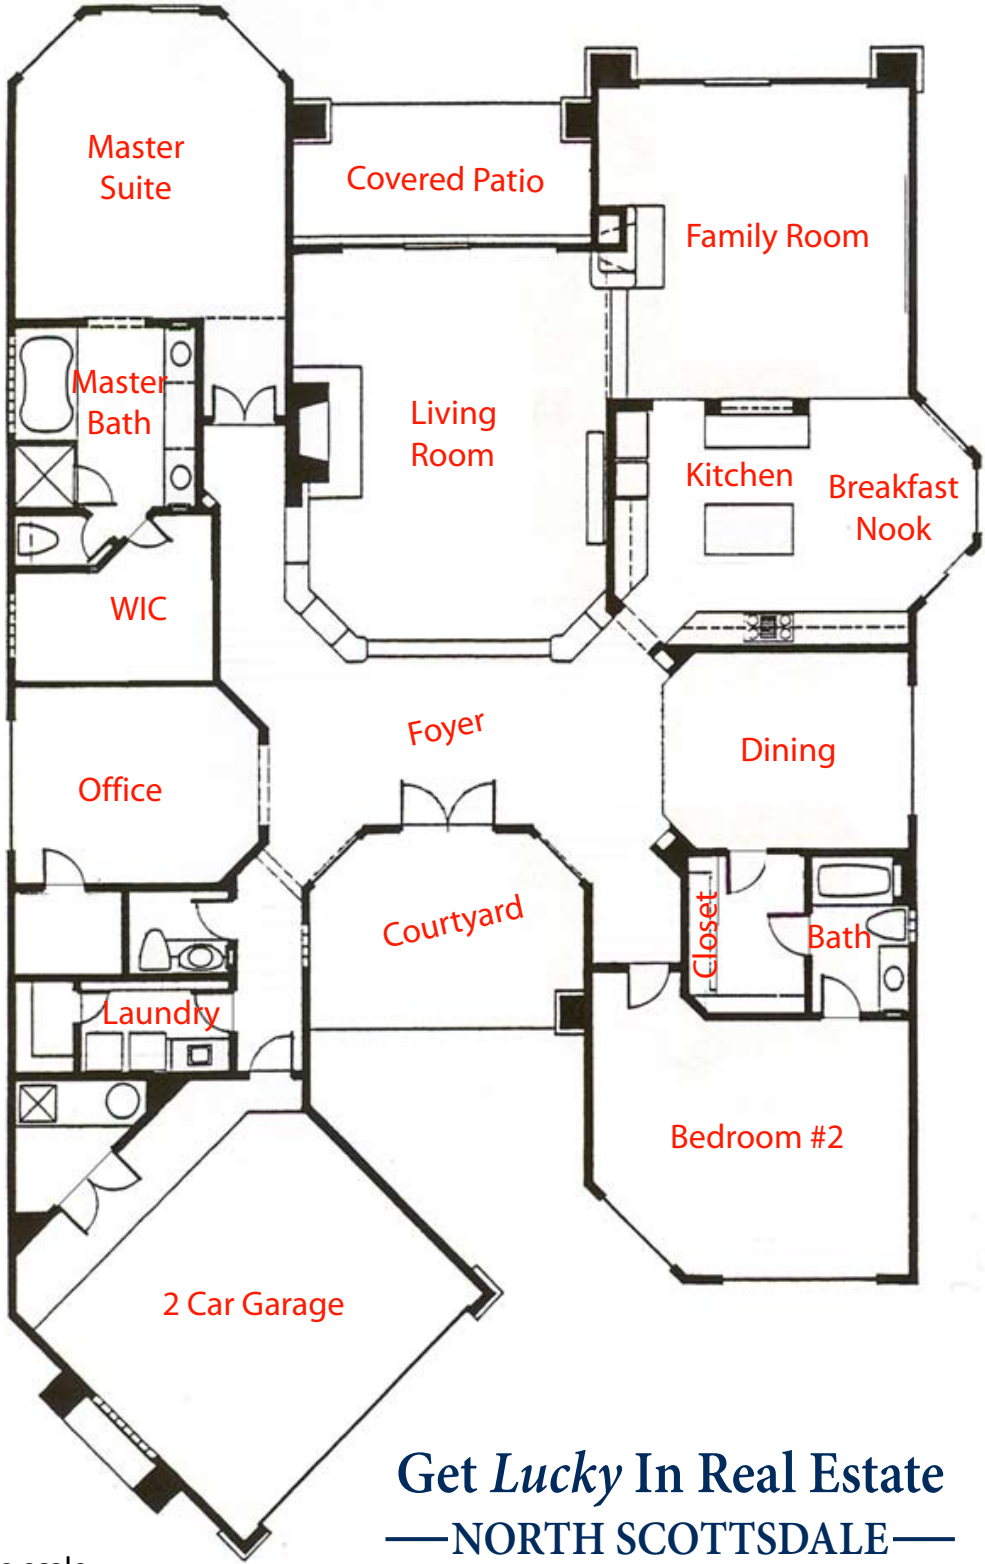 Master
Suite
Covered Patio
Family Room
Master
Bath
Living
Room
Kitchen
Breakfast
Nook
WIC
Foyer
Dining
Office
Closet
Courtyard
Bath
Laundry
Bedroom #2
2 Car Garage
Get Lucky In Real Estate
NORTH SCOTTSDALE
scale